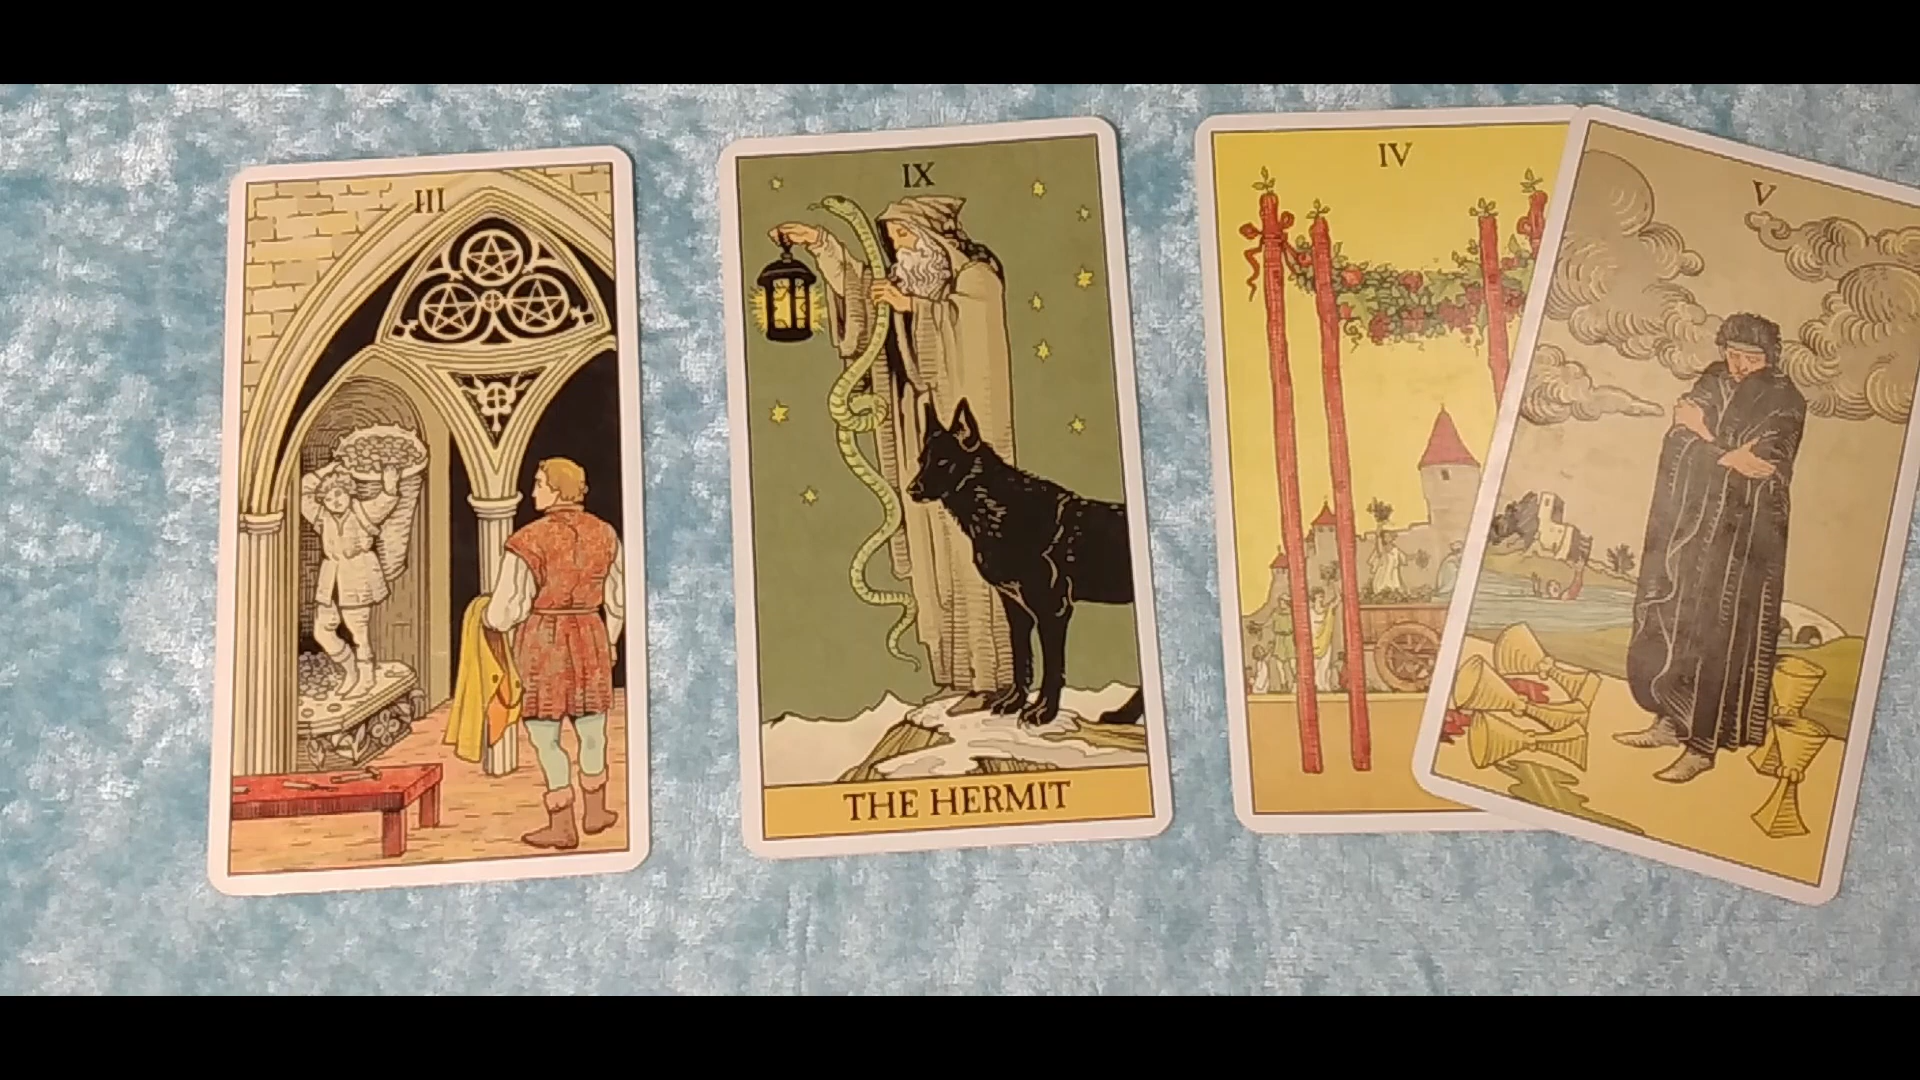 III
IX
THE HERMIT
IV
V